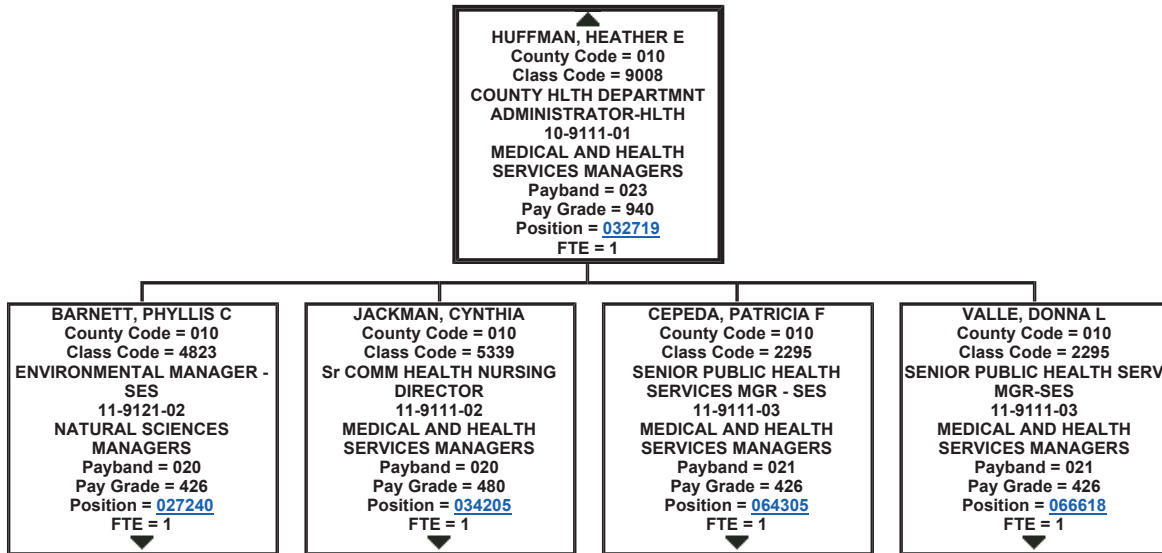 HUFFMAN, HEATHER E
County Code = 010
Class Code = 9008
COUNTY HLTH DEPARTMNT
ADMINISTRATOR-HLTH
10-9111-01
MEDICAL AND HEALTH
SERVICES MANAGERS
Payband = 023
Pay Grade = 940
Position = 032719
FTE = 1
BARNETT, PHYLLIS C
County Code = 010
Class Code = 4823
ENVIRONMENTAL MANAGER -
SES
11-9121-02
NATURAL SCIENCES
MANAGERS
Payband = 020
Pay Grade = 426
Position = 027240
FTE = 1
JACKMAN, CYNTHIA
County Code = 010
Class Code = 5339
Sr COMM HEALTH NURSING
DIRECTOR
11-9111-02
MEDICAL AND HEALTH
SERVICES MANAGERS
Payband = 020
Pay Grade = 480
Position = 034205
FTE = 1
CEPEDA, PATRICIA F
County Code = 010
Class Code = 2295
SENIOR PUBLIC HEALTH
SERVICES MGR - SES
11-9111-03
MEDICAL AND HEALTH
SERVICES MANAGERS
Payband = 021
Pay Grade = 426
Position = 064305
FTE = 1
VALLE, DONNA L
County Code = 010
Class Code = 2295
SENIOR PUBLIC HEALTH SERV
MGR-SES
11-9111-03
MEDICAL AND HEALTH
SERVICES MANAGERS
Payband = 021
Pay Grade = 426
Position = 066618
FTE = 1